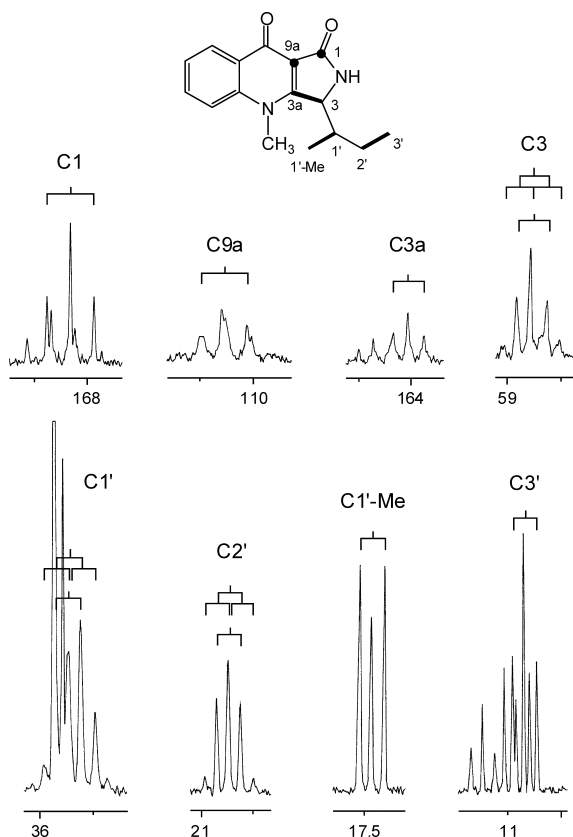 O
O
9a
1
NH
3a
3
N
CH3
1'
3'
1'-Me
2'
C1
C9a
C3a
C3
168
110
164
59
C1'
C2'
C1'-Me
C3'
36
21
17.5
11